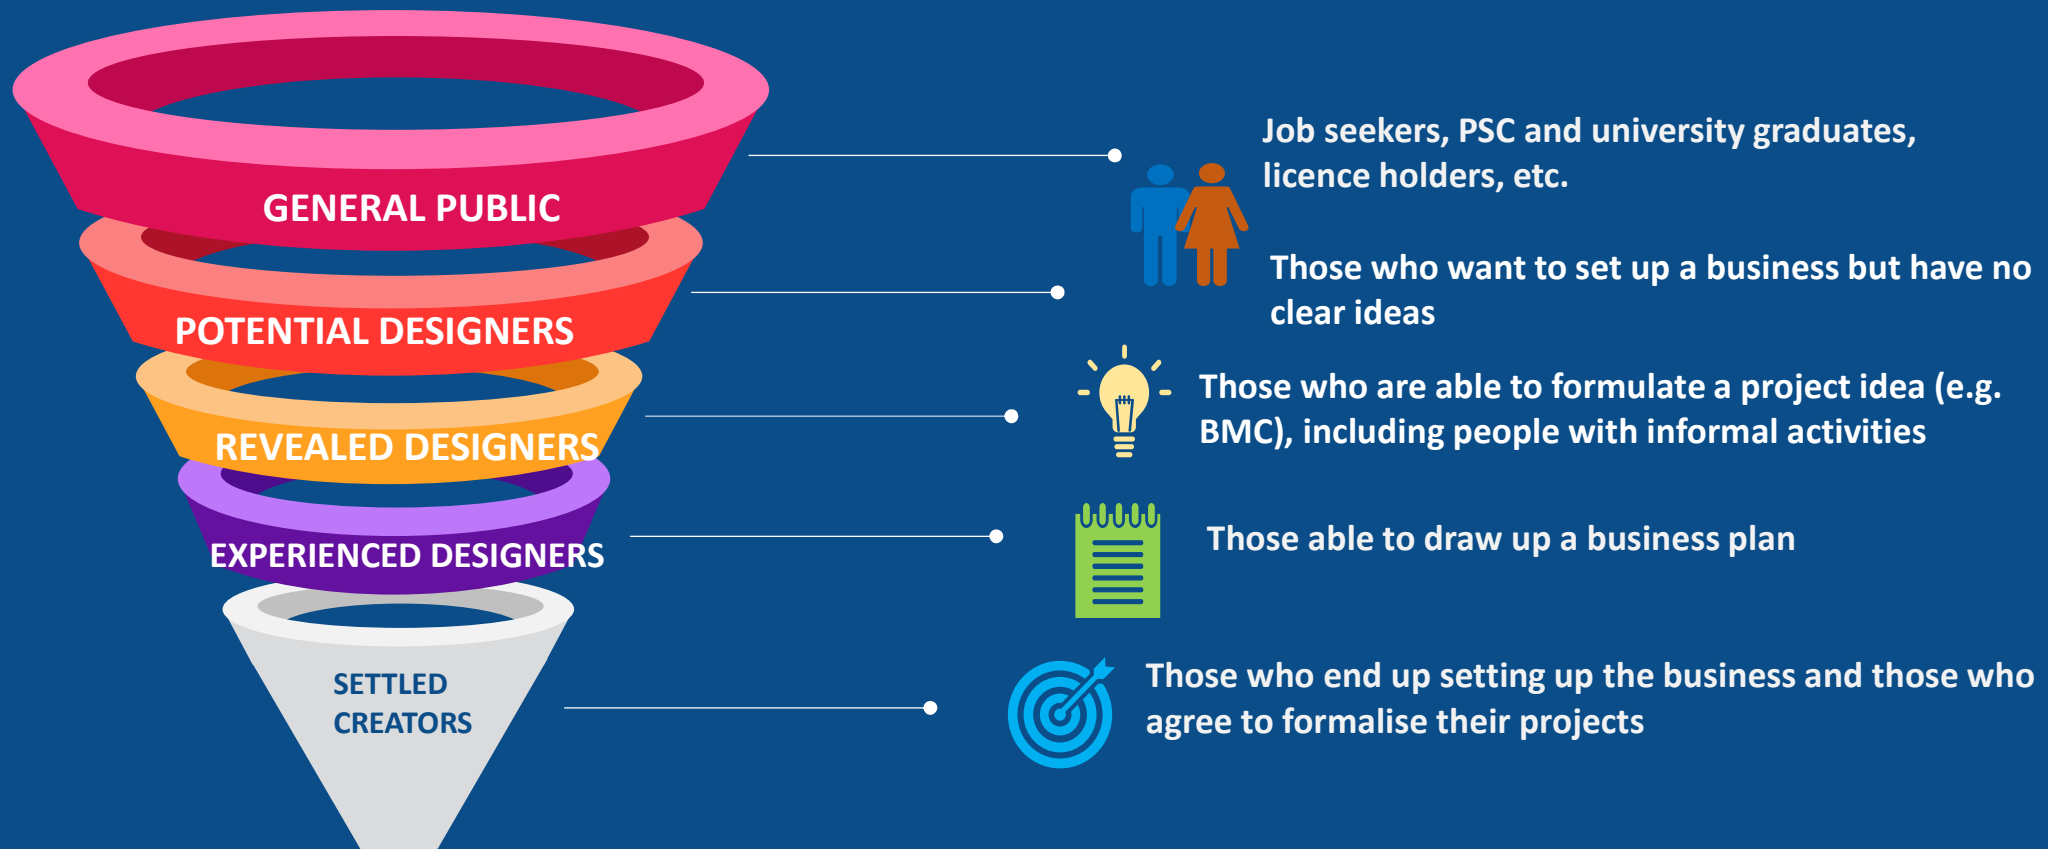 GENERAL PUBLIC
Job seekers, PSC and university graduates,
licence holders, etc.
POTENTIAL DESIGNERS
Those who want to set up a business but have no
clear ideas
REVEALED DESIGNERS
Those who are able to formulate a project idea (e.g.
BMC), including people with informal activities
EXPERIENCED DESIGNERS
Those able to draw up a business plan
SETTLED
CREATORS
Those who end up setting up the business and those who
agree to formalise their projects